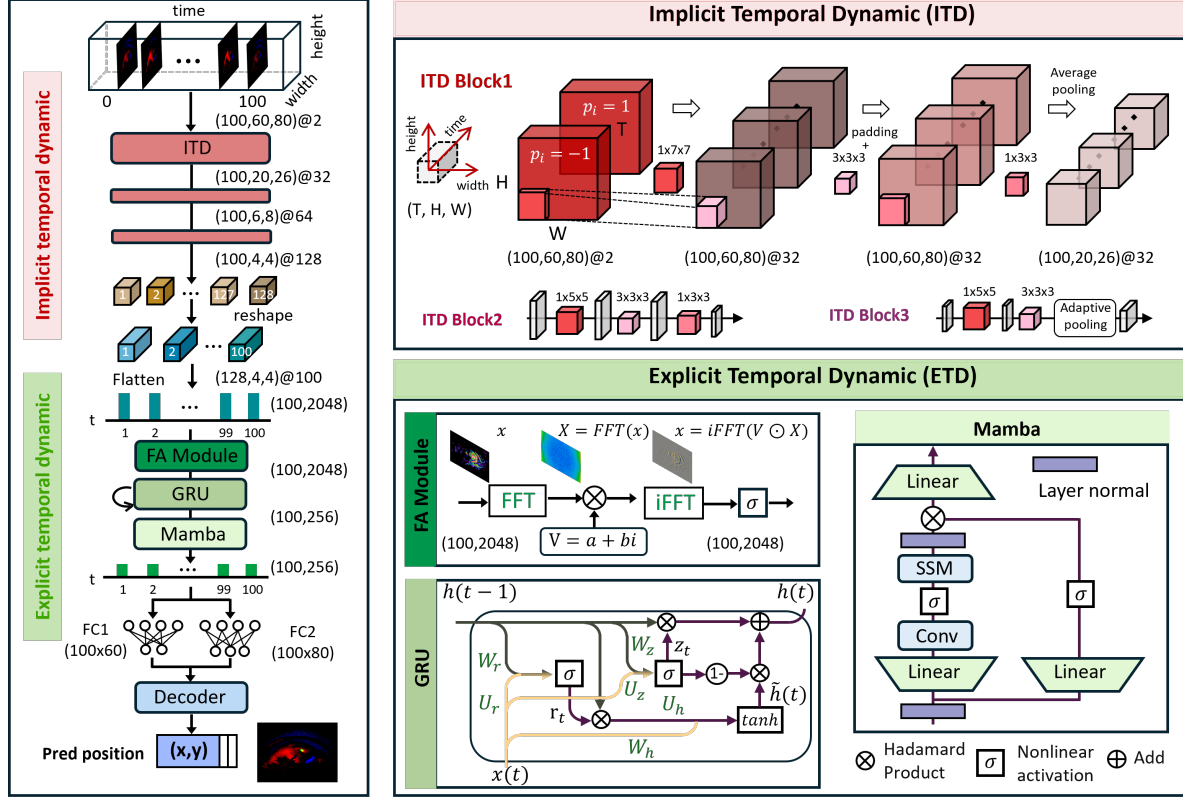 time
height
width
0
100
(100,60,80)@2
ITD
(100,20,26)@32
(100,6,8)@64
(100,4,4)@128
1 2 ... 127 128
reshape
1 2 ... 100
Flatten
(128,4,4)@100
(100,2048)
t
1 2 ... 99 100
FA Module
(100,2048)
GRU
(100,256)
Mamba
(100,256)
t
1 2 ... 99 100
FC1
(100x60)
FC2
(100x80)
Decoder
Pred position
(x,y)
Implicit temporal dynamic
Explicit temporal dynamic
Implicit Temporal Dynamic (ITD)
ITD Block1
height
time
width
(T, H, W)
p_i = 1
T
p_i = −1
H
W
1x7x7
padding
+
3x3x3
1x3x3
Average
pooling
(100,60,80)@2
(100,60,80)@32
(100,60,80)@32
(100,20,26)@32
ITD Block2
1x5x5
3x3x3
1x3x3
ITD Block3
1x5x5
3x3x3
Adaptive
pooling
Explicit Temporal Dynamic (ETD)
FA Module
x
X = FFT(x)
x = iFFT(V ⊙ X)
FFT
iFFT
σ
V = a + bi
(100,2048)
(100,2048)
GRU
h(t − 1)
h(t)
W_r
W_z
z_t
U_r
σ
U_z
σ
1-
U_h
h̃(t)
r_t
tanh
W_h
x(t)
Mamba
Linear
Layer normal
SSM
σ
σ
Conv
Linear
Linear
Hadamard
Product
σ
Nonlinear
activation
Add